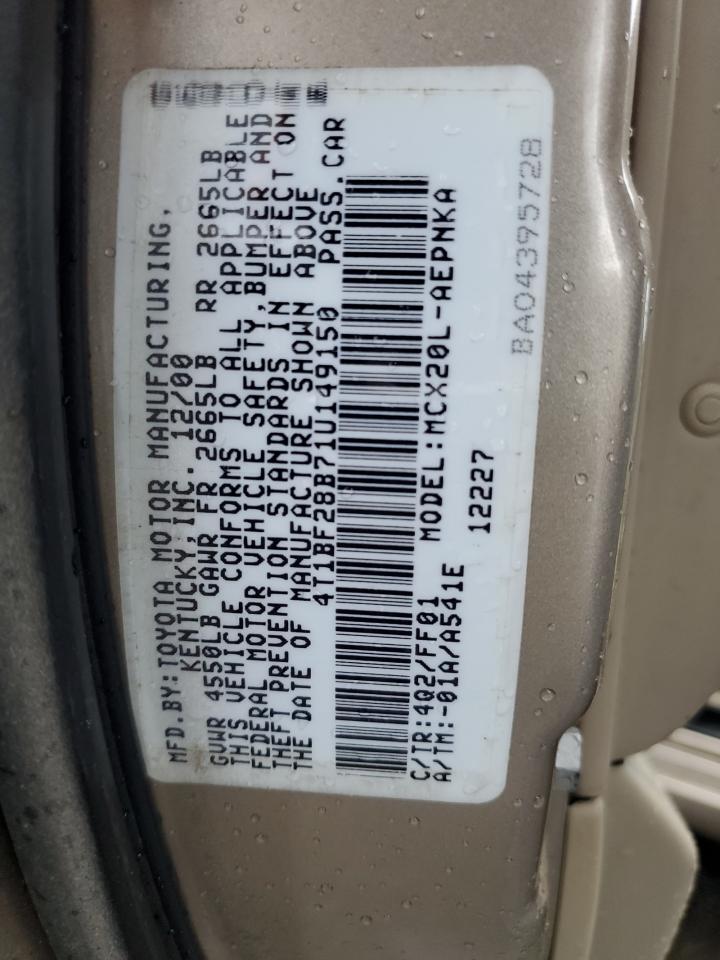 MFD.BY:TOYOTA MOTOR MANUFACTURING,
KENTUCKY,INC. 12/00
GVWR 4550LB GAWR FR 2665LB RR 2665LB
THIS VEHICLE CONFORMS TO ALL APPLICABLE
FEDERAL MOTOR VEHICLE SAFETY,BUMPER AND
THEFT PREVENTION STANDARDS IN EFFECT ON
THE DATE OF MANUFACTURE SHOWN ABOVE
4T1BF28B71U149150 PASS.CAR
C/TR:4Q2/FF01 MODEL:MCX20L-AEPNKA
A/TM:-01A/A541E 12227
BA04395728